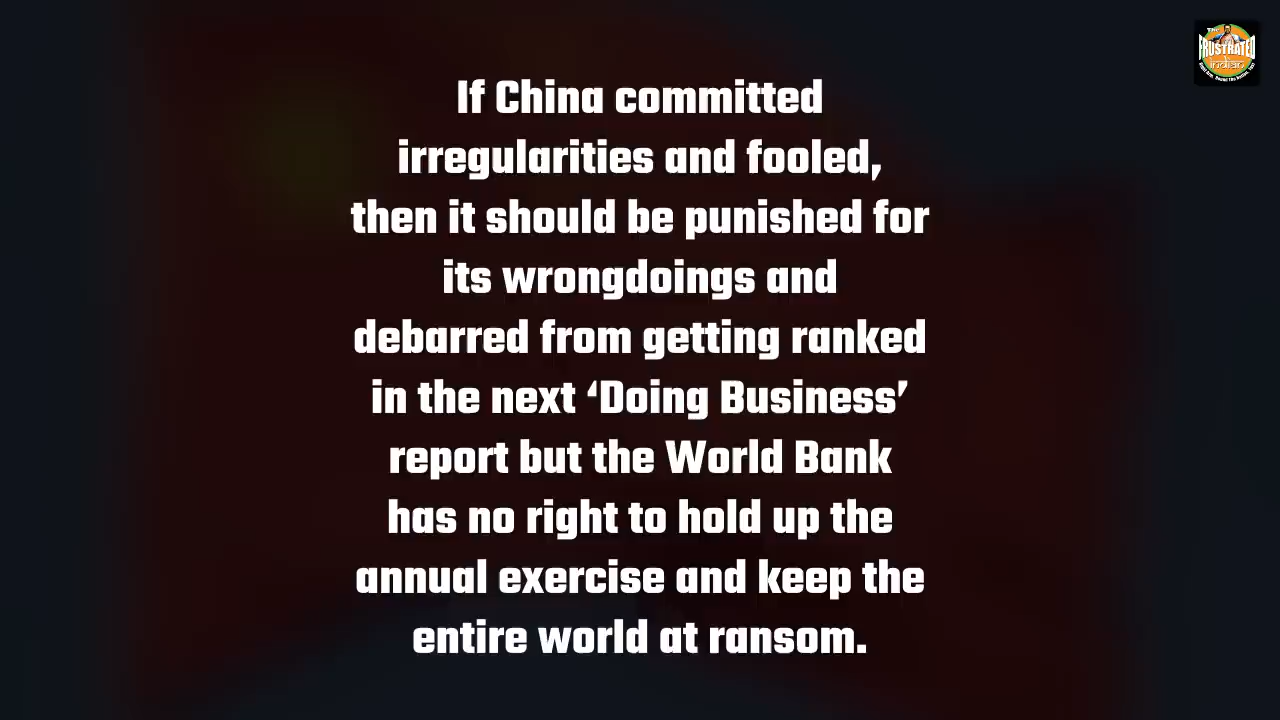 The
FRUSTRATED
indian
If China committed
irregularities and fooled,
then it should be punished for
its wrongdoings and
debarred from getting ranked
in the next ‘Doing Business’
report but the World Bank
has no right to hold up the
annual exercise and keep the
entire world at ransom.